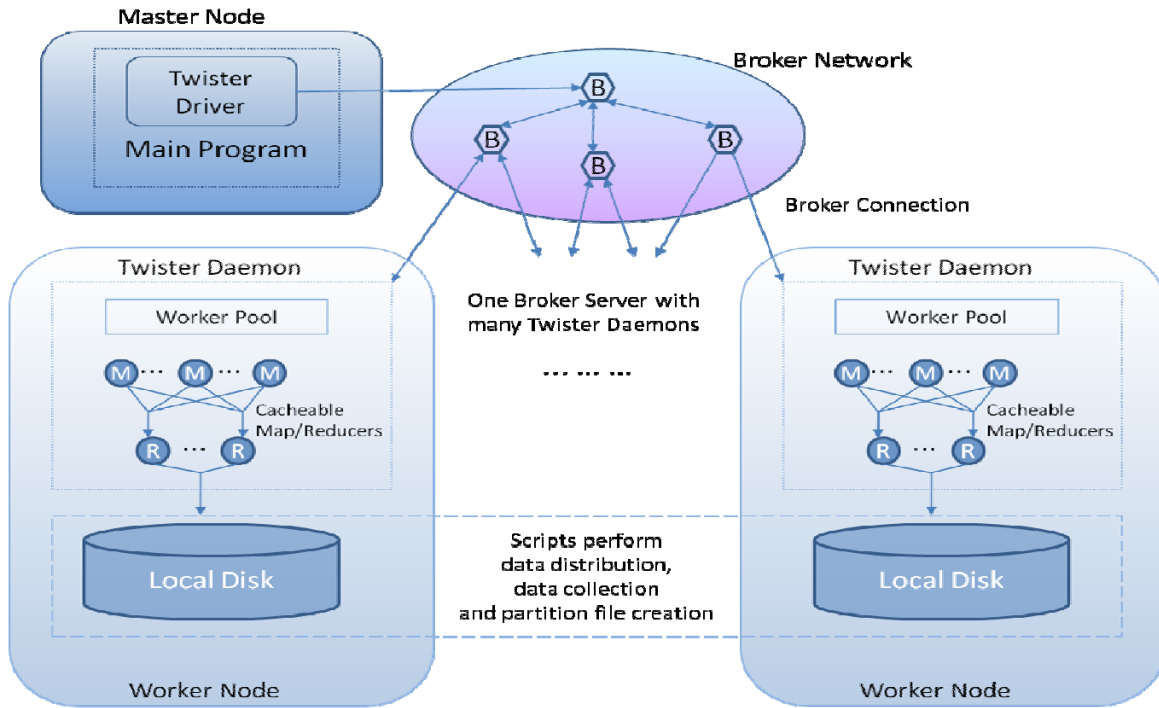 Master Node
Twister
Driver
Main Program
Broker Network
B
B
B
B
Broker Connection
Twister Daemon
Worker Pool
M ... M ... M
Cacheable
Map/Reducers
R ... R
Local Disk
Worker Node
One Broker Server with
many Twister Daemons
... ... ...
Scripts perform
data distribution,
data collection
and partition file creation
Twister Daemon
Worker Pool
M ... M ... M
Cacheable
Map/Reducers
R ... R
Local Disk
Worker Node